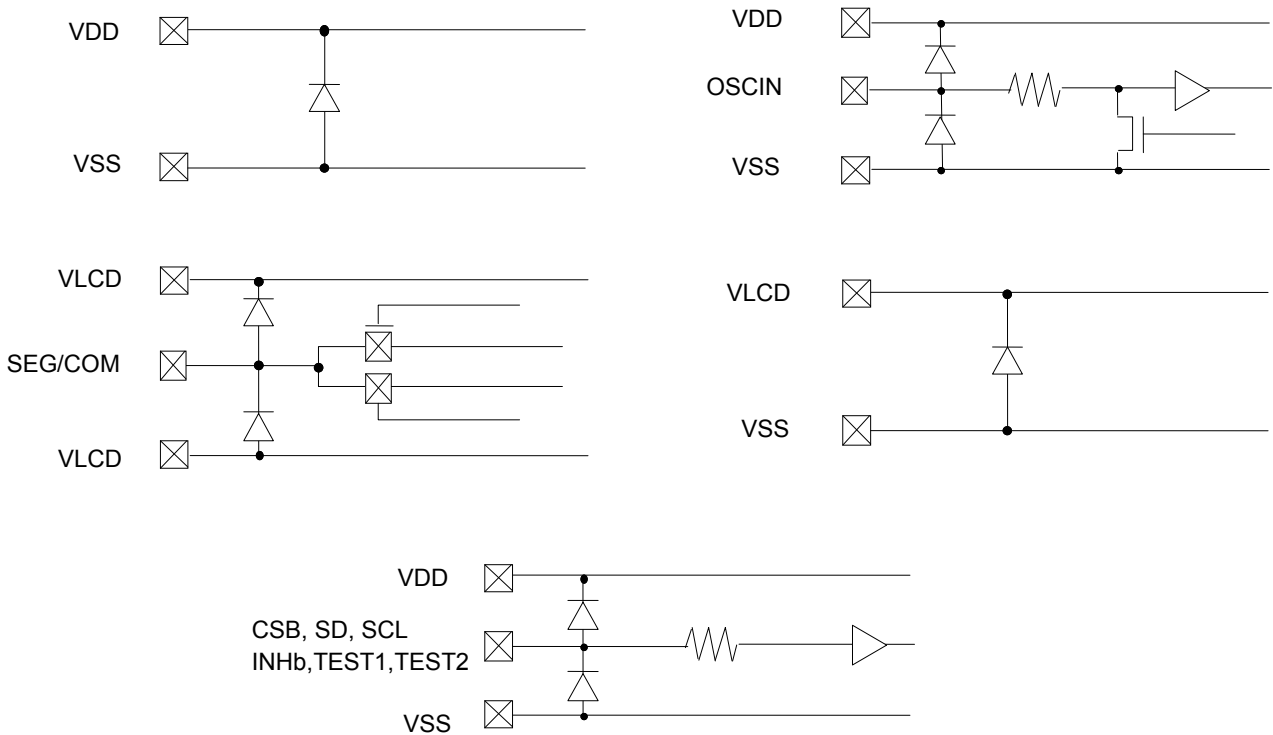 VDD
VSS
VDD
OSCIN
VSS
VLCD
SEG/COM
VLCD
VLCD
VSS
VDD
CSB, SD, SCL
INHb,TEST1,TEST2
VSS